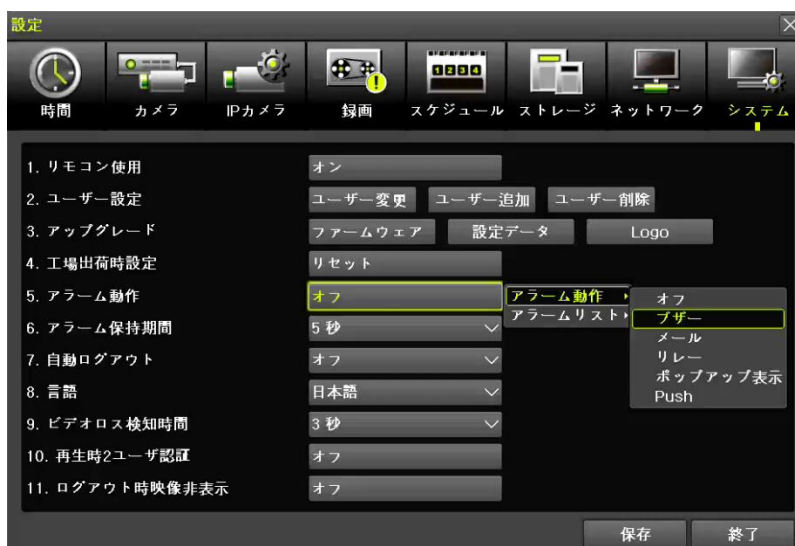 設定
時間 カメラ IPカメラ 録画 スケジュール ストレージ ネットワーク システム
1. リモコン使用 オン
2. ユーザー設定 ユーザー変更 ユーザー追加 ユーザー削除
3. アップグレード ファームウェア 設定データ Logo
4. 工場出荷時設定 リセット
5. アラーム動作 オフ アラーム動作 オフ
6. アラーム保持期間 5 秒 アラームリスト ブザー
メール
7. 自動ログアウト オフ リレー
ポップアップ表示
8. 言語 日本語 Push
9. ビデオロス検知時間 3 秒
10. 再生時2ユーザ認証 オフ
11. ログアウト時映像非表示 オフ
保存 終了